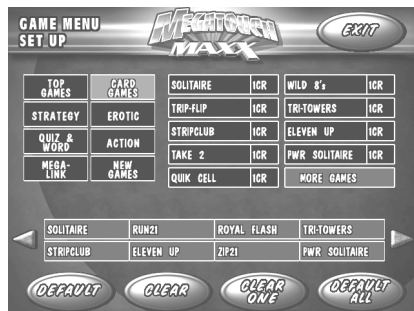 GAME MENU
SET UP
MEGATOUCH
MAXX
EXIT
TOP GAMES
CARD GAMES
STRATEGY
EROTIC
QUIZ & WORD
ACTION
MEGA-LINK
NEW GAMES
SOLITAIRE 1CR
WILD 8's 1CR
TRIP-FLIP 1CR
TRI-TOWERS 1CR
STRIPCLUB 1CR
ELEVEN UP 1CR
TAKE 2 1CR
PWR SOLITAIRE 1CR
QUIK CELL 1CR
MORE GAMES
SOLITAIRE RUN21 ROYAL FLASH TRI-TOWERS
STRIPCLUB ELEVEN UP ZIP21 PWR SOLITAIRE
DEFAULT
CLEAR
CLEAR ONE
DEFAULT ALL